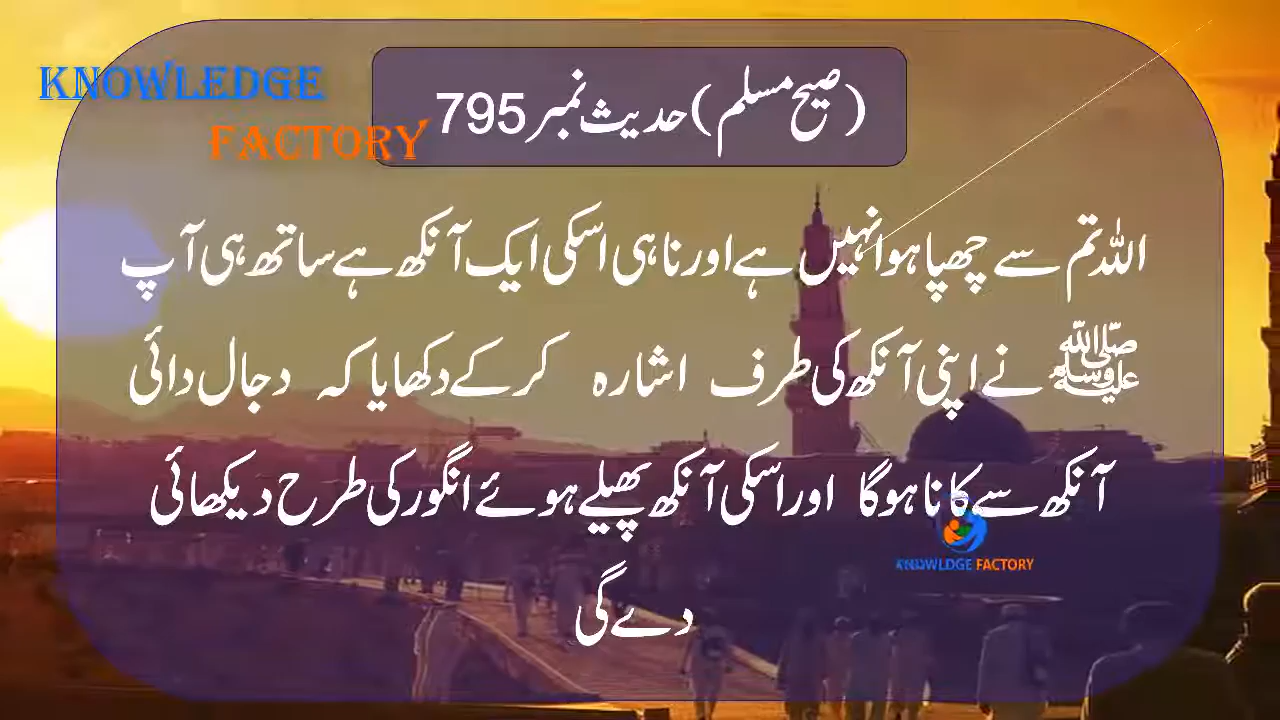 KNOWLEDGE
FACTORY
(صحیح مسلم) حدیث نمبر 795
اللہ تم سے چھپا ہوا نہیں ہے اور نا ہی اسکی ایک آنکھ ہے ساتھ ہی آپ
ﷺ نے اپنی آنکھ کی طرف اشارہ کر کے دکھایا کہ دجال دائی
آنکھ سے کانا ہوگا اور اسکی آنکھ پھیلے ہوئے انگور کی طرح دیکھائی
دے گی
KNOWLDGE FACTORY